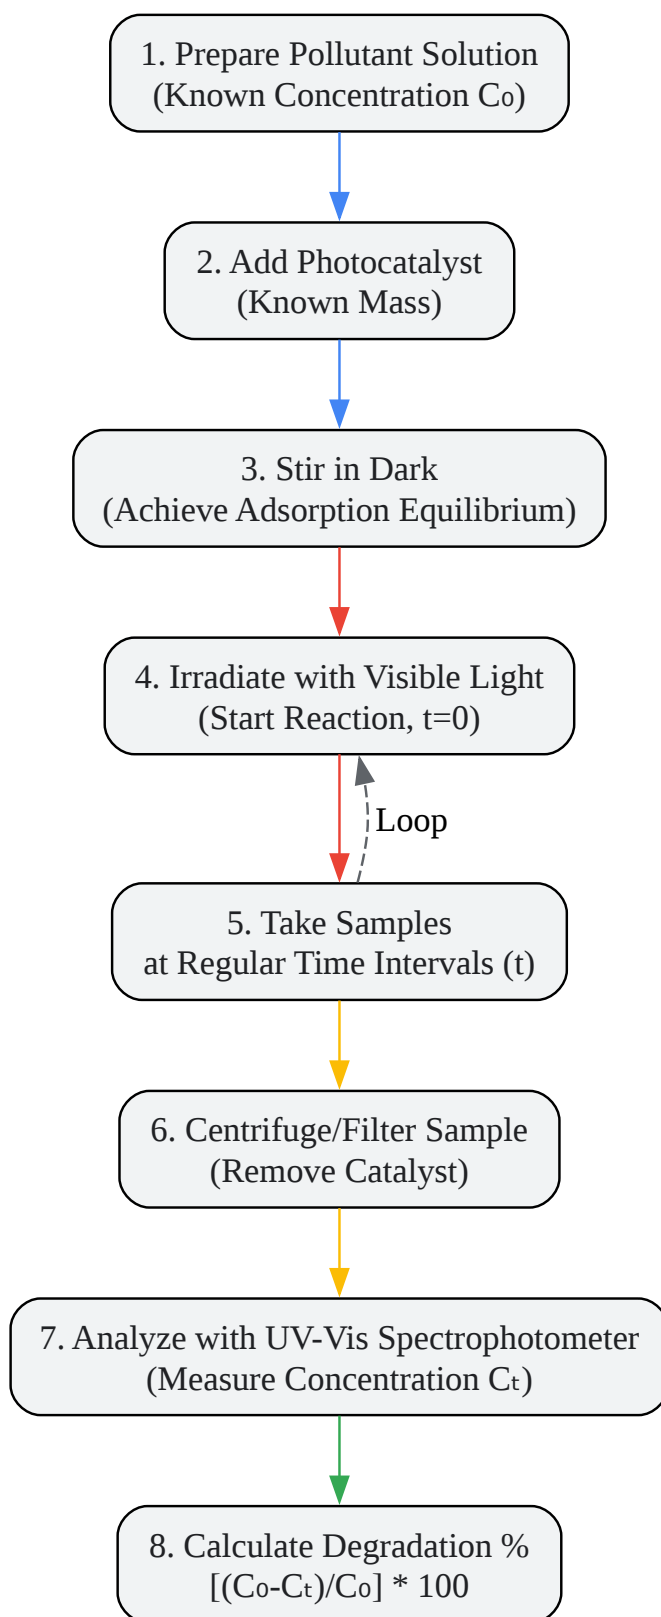 1. Prepare Pollutant Solution
(Known Concentration C₀)
2. Add Photocatalyst
(Known Mass)
3. Stir in Dark
(Achieve Adsorption Equilibrium)
4. Irradiate with Visible Light
(Start Reaction, t=0)
Loop
5. Take Samples
at Regular Time Intervals (t)
6. Centrifuge/Filter Sample
(Remove Catalyst)
7. Analyze with UV-Vis Spectrophotometer
(Measure Concentration Cₜ)
8. Calculate Degradation %
[(C₀-Cₜ)/C₀] * 100